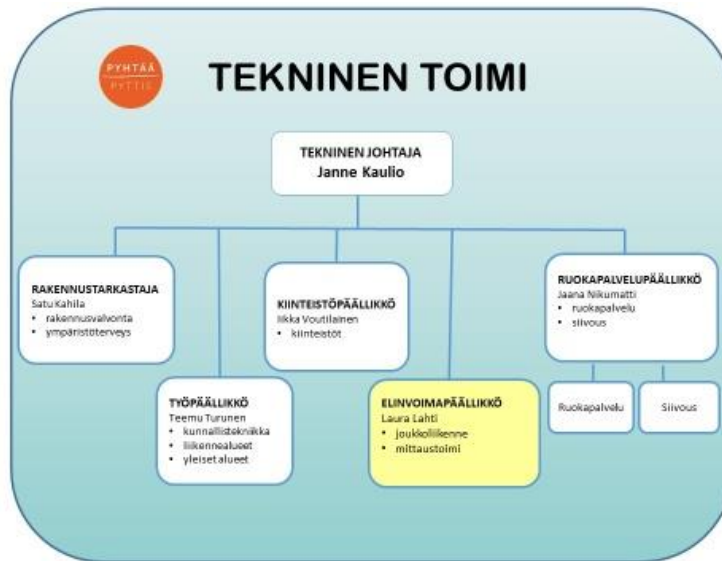 PYHTÄÄ
PYTTIS
TEKNINEN TOIMI
TEKNINEN JOHTAJA
Janne Kaulio
RAKENNUSTARKASTAJA
Satu Kahila
• rakennusvalvonta
• ympäristöterveys
TYÖPÄÄLLIKKÖ
Teemu Turunen
• kunnallistekniikka
• liikennealueet
• yleiset alueet
KIINTEISTÖPÄÄLLIKKÖ
Iikka Voutilainen
• kiinteistöt
ELINVOIMAPÄÄLLIKKÖ
Laura Lahti
• joukkoliikenne
• mittaustoimi
RUOKAPALVELUPÄÄLLIKKÖ
Jaana Nikumatti
• ruokapalvelu
• siivous
Ruokapalvelu
Siivous